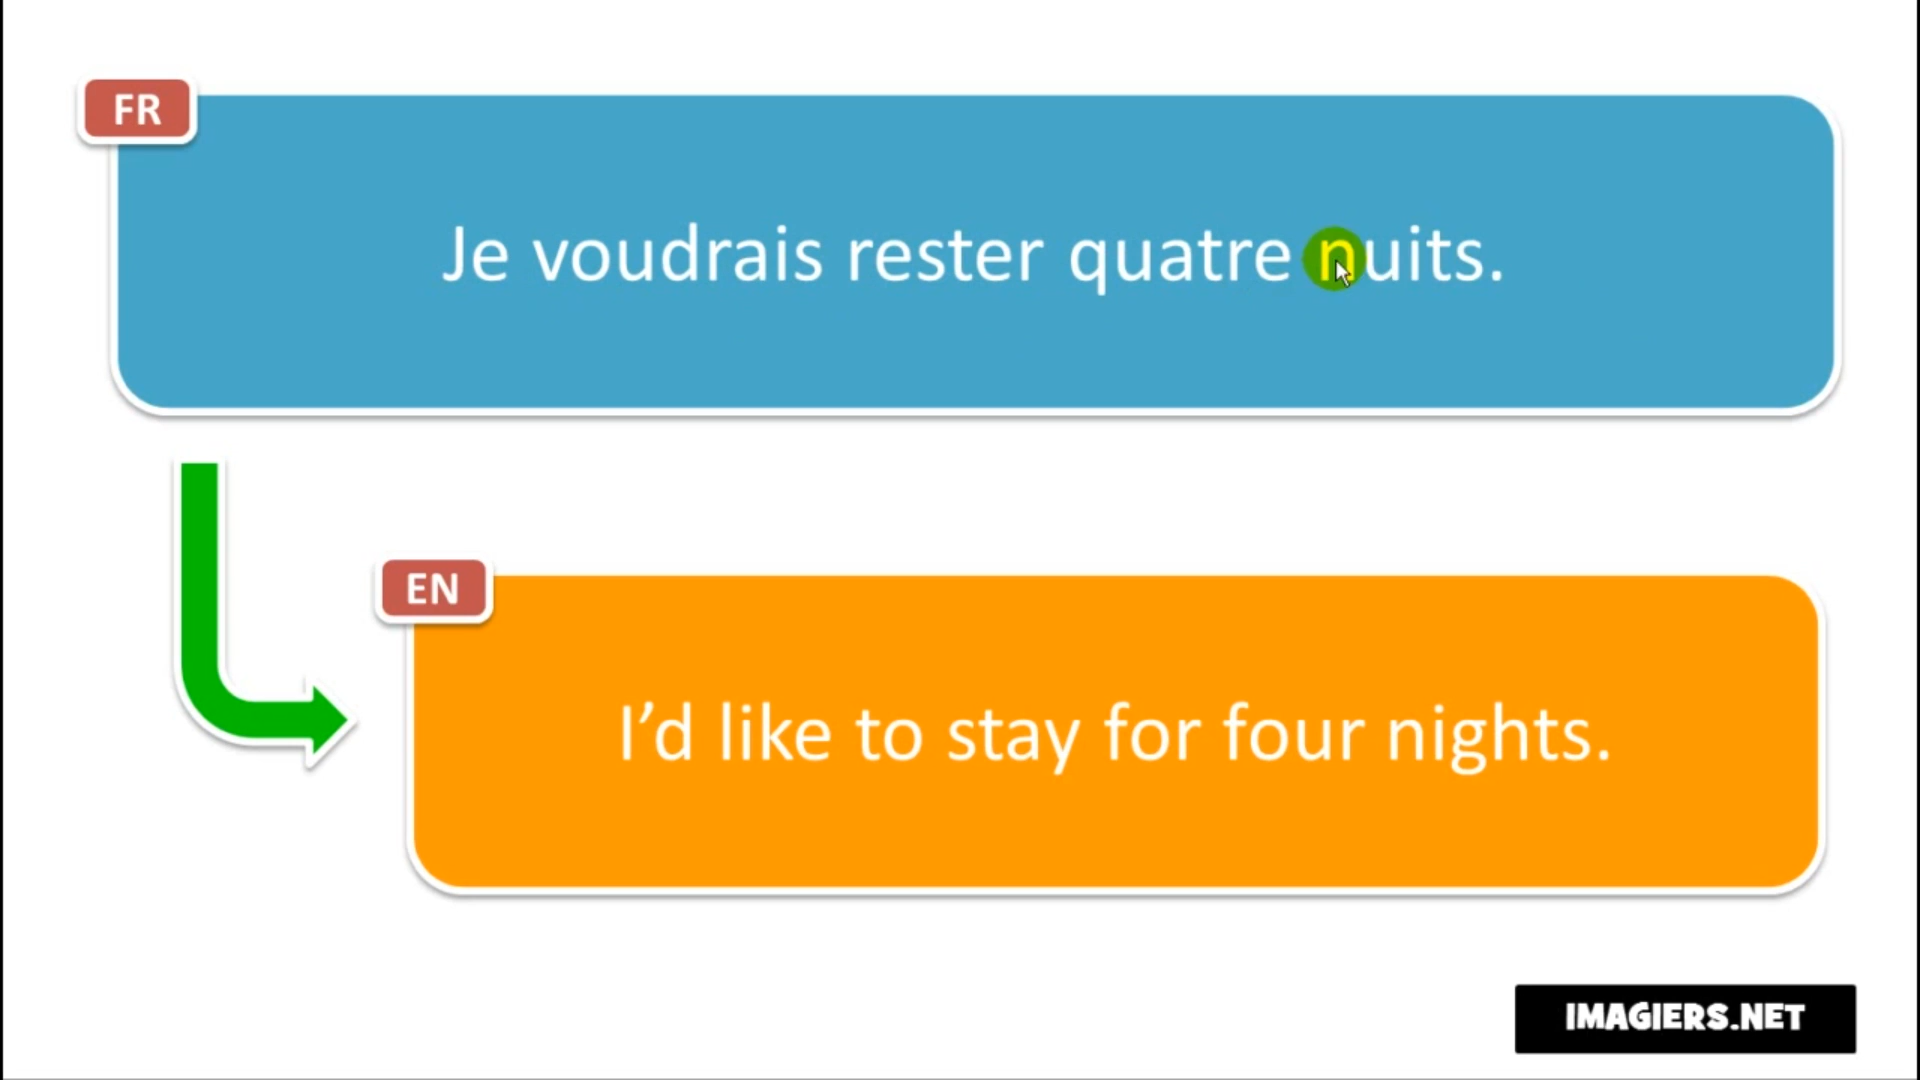 FR
Je voudrais rester quatre nuits.
EN
I’d like to stay for four nights.
IMAGIERS.NET